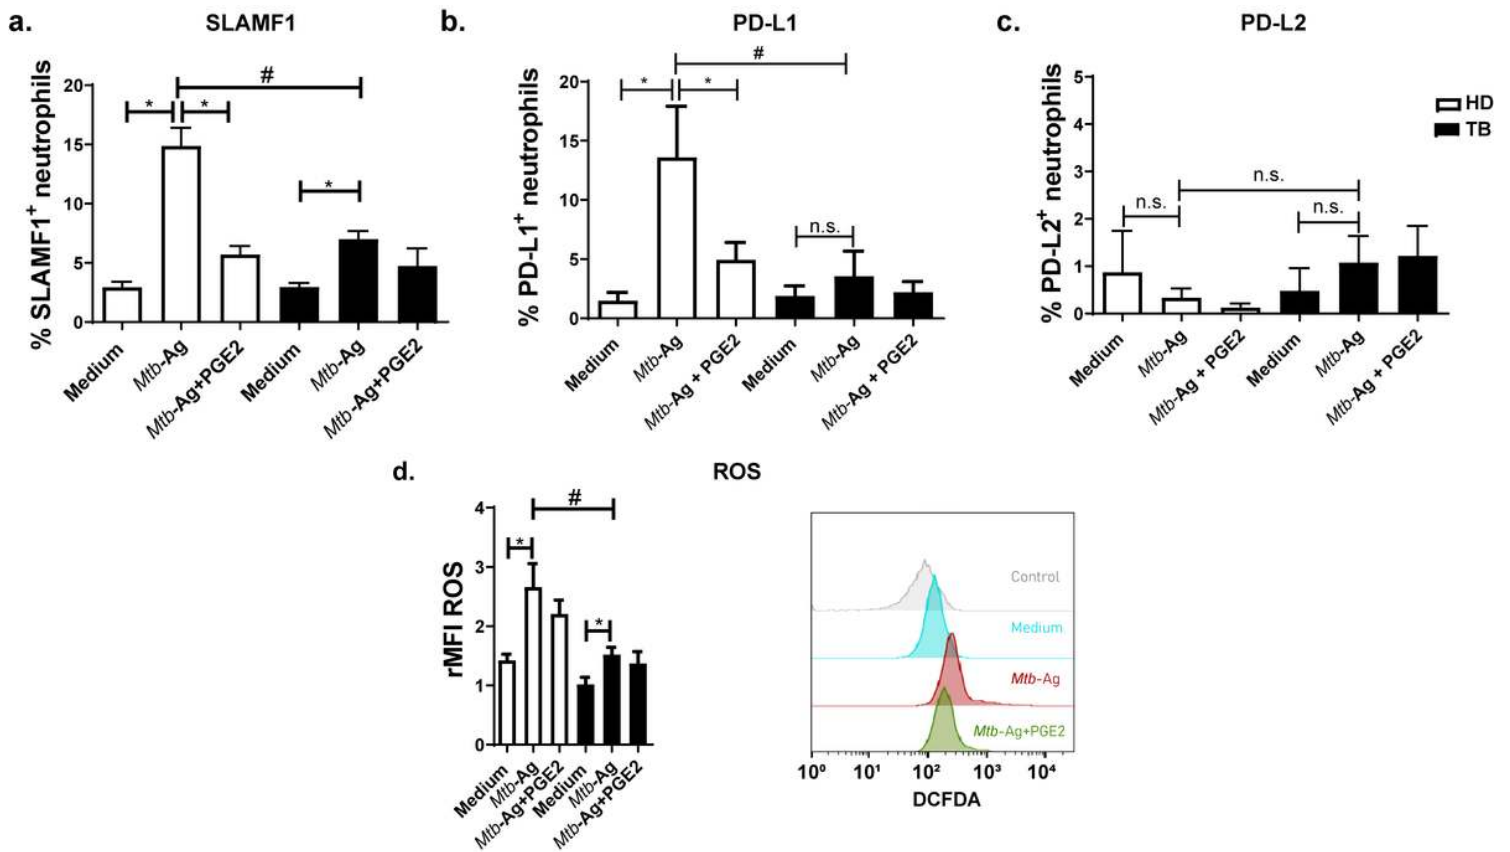 a.
SLAMF1
% SLAMF1+ neutrophils
20
15
10
5
0
*
*
#
*
Medium
Mtb-Ag
Mtb-Ag+PGE2
Medium
Mtb-Ag
Mtb-Ag+PGE2
b.
PD-L1
% PD-L1+ neutrophils
20
15
10
5
0
*
*
#
n.s.
Medium
Mtb-Ag
Mtb-Ag + PGE2
Medium
Mtb-Ag
Mtb-Ag + PGE2
c.
PD-L2
% PD-L2+ neutrophils
5
4
3
2
1
0
n.s.
n.s.
n.s.
Medium
Mtb-Ag
Mtb-Ag + PGE2
Medium
Mtb-Ag
Mtb-Ag + PGE2
HD
TB
d.
ROS
rMFI ROS
4
3
2
1
0
*
#
*
Medium
Mtb-Ag
Mtb-Ag+PGE2
Medium
Mtb-Ag
Mtb-Ag+PGE2
Control
Medium
Mtb-Ag
Mtb-Ag+PGE2
10⁰ 10¹ 10² 10³ 10⁴
DCFDA